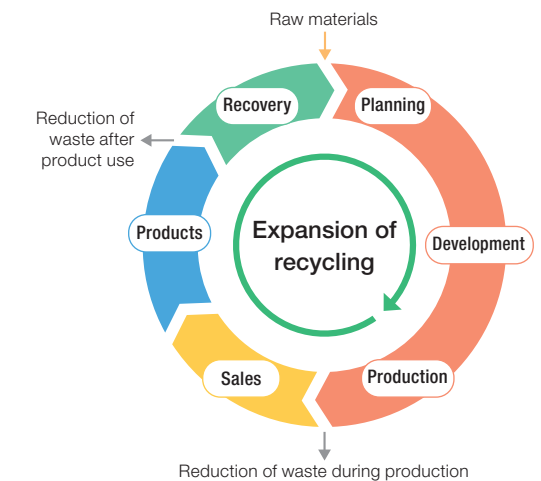 Raw materials
Recovery
Planning
Reduction of
waste after
product use
Products
Expansion of
recycling
Development
Sales
Production
Reduction of waste during production